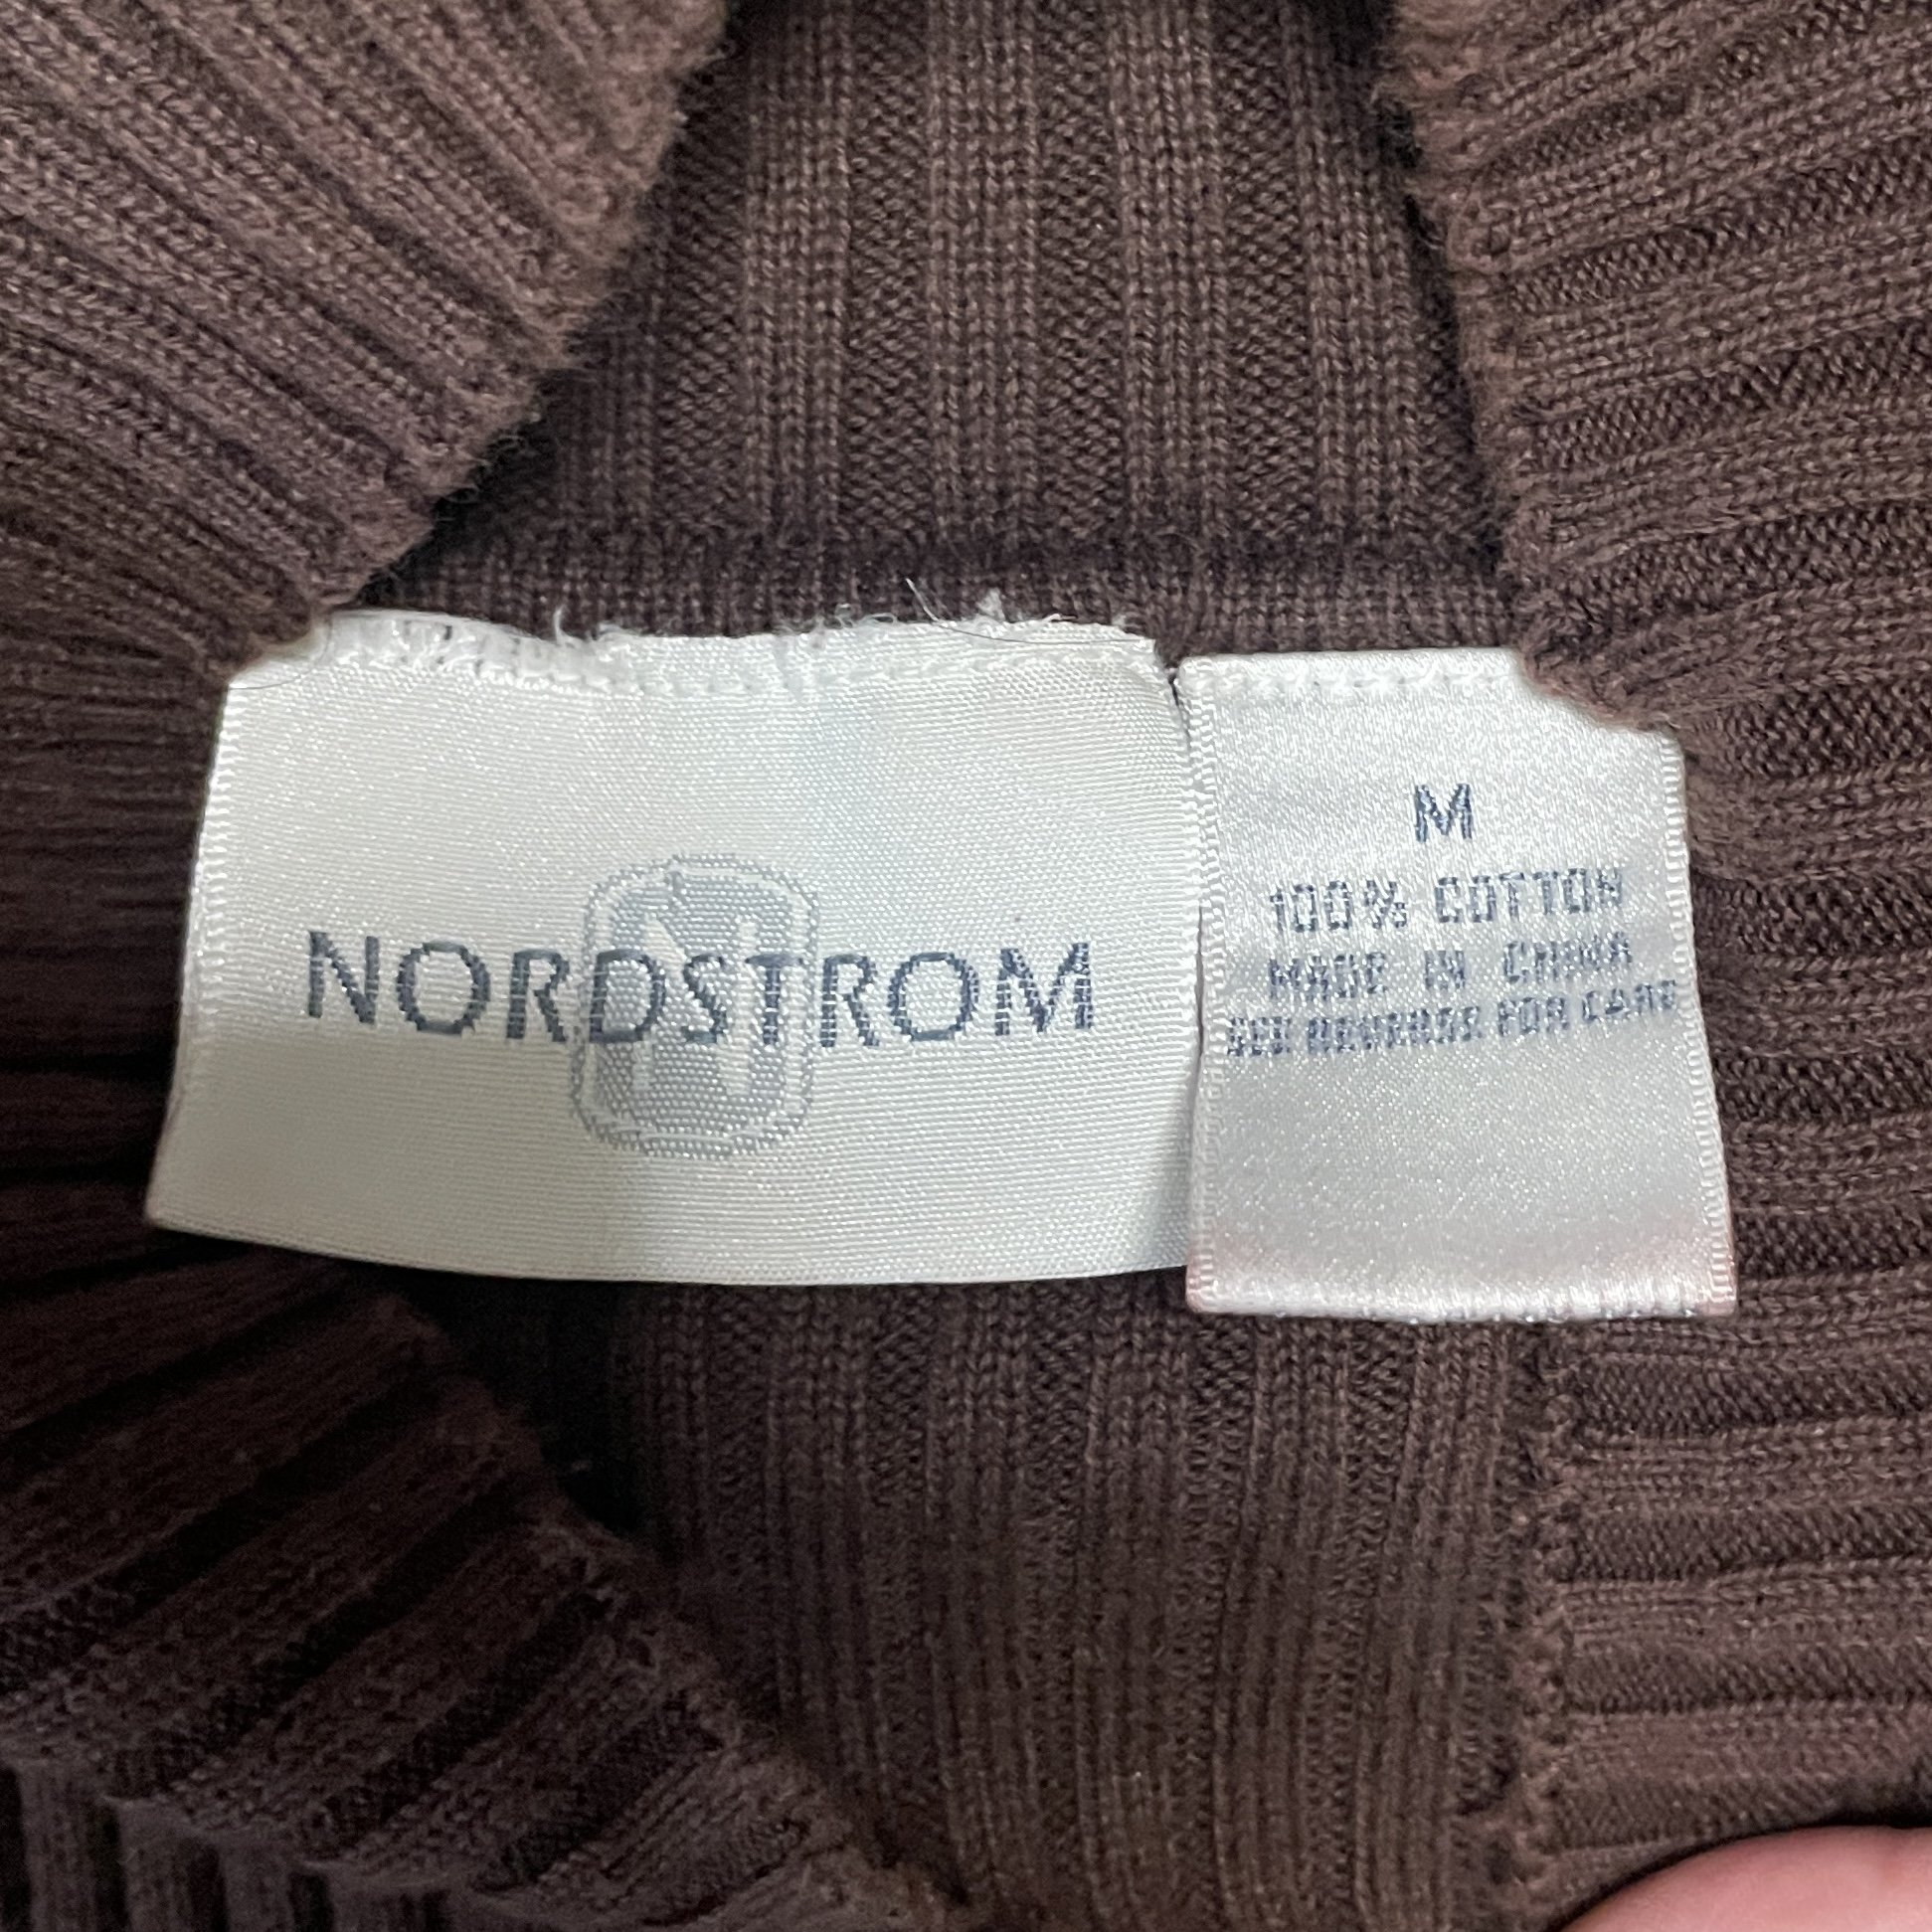 NORDSTROM
N
M
100% COTTON
MADE IN CHINA
SEE REVERSE FOR CARE